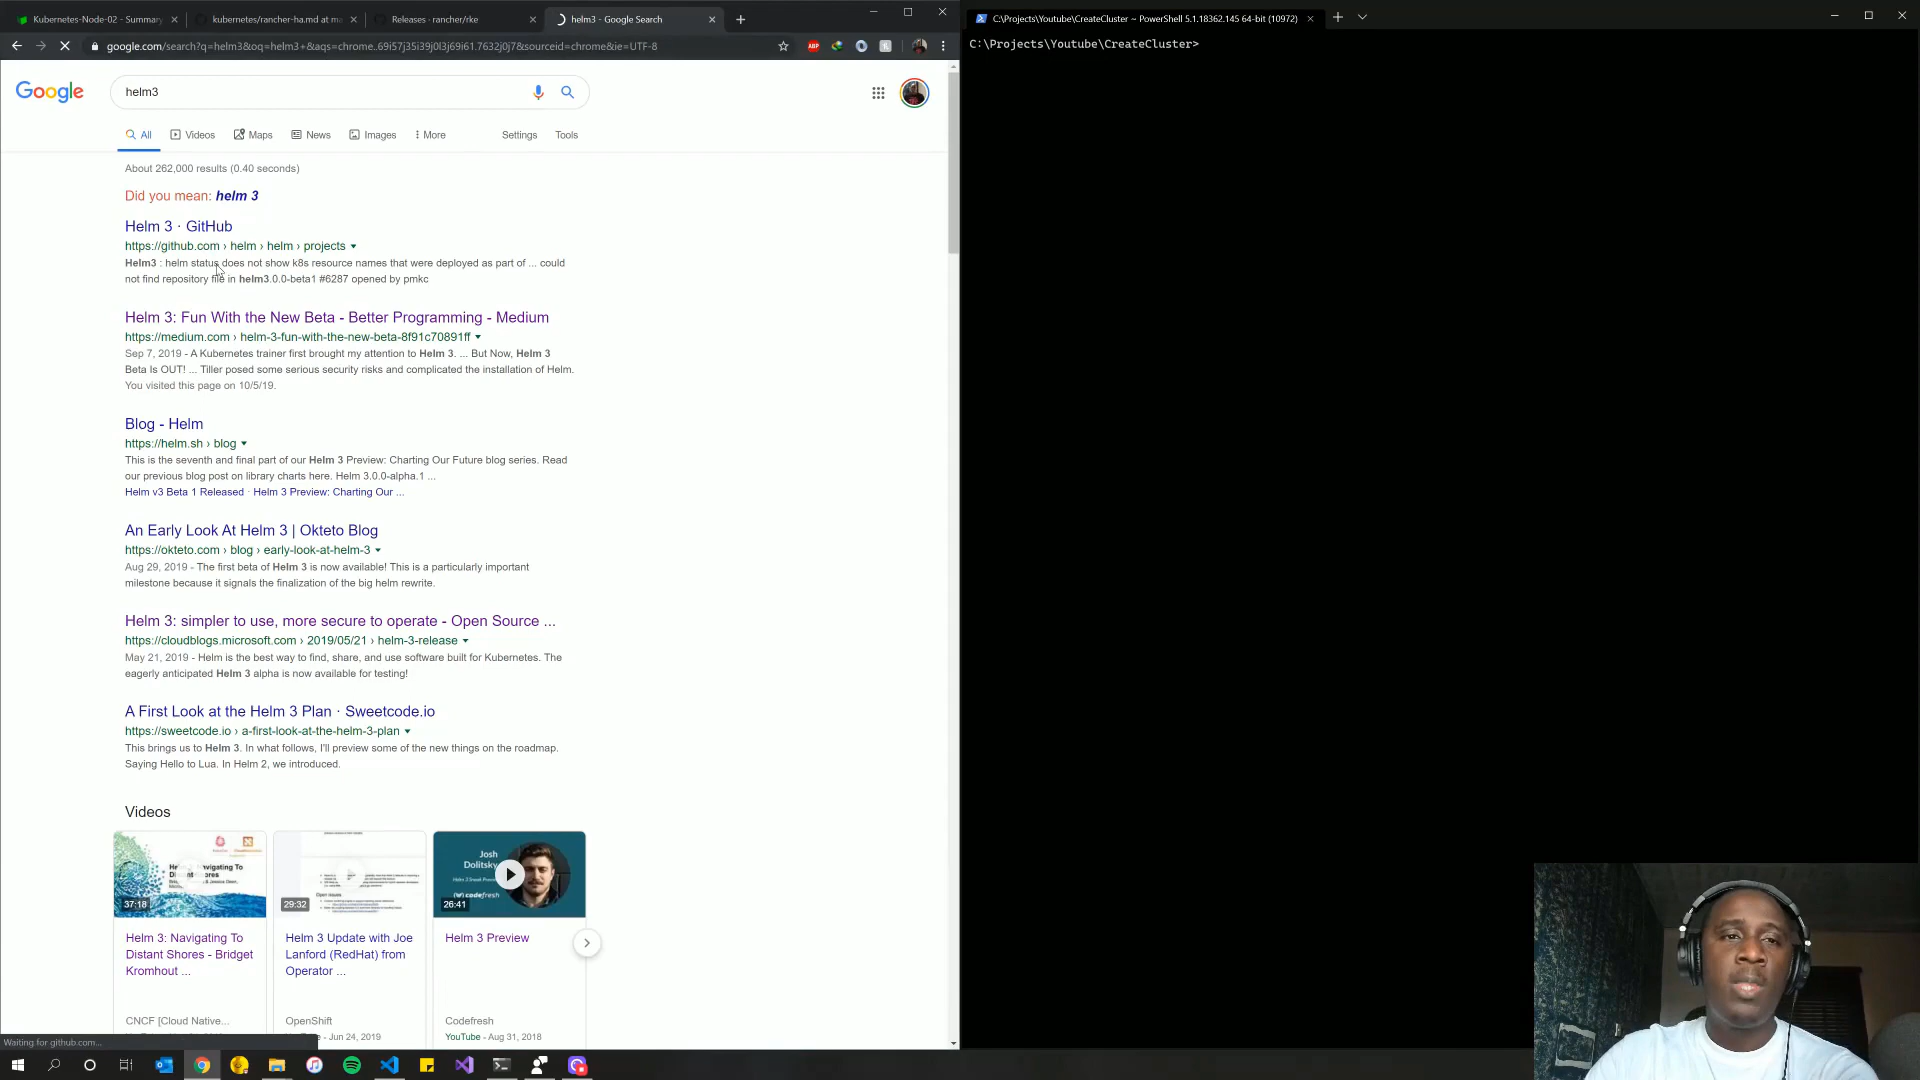 Kubernetes-Node-02 - Summary
kubernetes/rancher-ha.md at ma
Releases · rancher/rke
helm3 - Google Search
C:\Projects\Youtube\CreateCluster ~ PowerShell 5.1.18362.145 64-bit (10972)
google.com/search?q=helm3&oq=helm3+&aqs=chrome..69i57j35i39j0l3j69i61.7632j0j7&sourceid=chrome&ie=UTF-8
ABP
C:\Projects\Youtube\CreateCluster>
Google
helm3
All
Videos
Maps
News
Images
More
Settings
Tools
About 262,000 results (0.40 seconds)
Did you mean: helm 3
Helm 3 · GitHub
https://github.com › helm › helm › projects
Helm3 : helm status does not show k8s resource names that were deployed as part of ... could
not find repository file in helm3.0.0-beta1 #6287 opened by pmkc
Helm 3: Fun With the New Beta - Better Programming - Medium
https://medium.com › helm-3-fun-with-the-new-beta-8f91c70891ff
Sep 7, 2019 - A Kubernetes trainer first brought my attention to Helm 3. ... But Now, Helm 3
Beta Is OUT! ... Tiller posed some serious security risks and complicated the installation of Helm.
You visited this page on 10/5/19.
Blog - Helm
https://helm.sh › blog
This is the seventh and final part of our Helm 3 Preview: Charting Our Future blog series. Read
our previous blog post on library charts here. Helm 3.0.0-alpha.1 ...
Helm v3 Beta 1 Released · Helm 3 Preview: Charting Our ...
An Early Look At Helm 3 | Okteto Blog
https://okteto.com › blog › early-look-at-helm-3
Aug 29, 2019 - The first beta of Helm 3 is now available! This is a particularly important
milestone because it signals the finalization of the big helm rewrite.
Helm 3: simpler to use, more secure to operate - Open Source ...
https://cloudblogs.microsoft.com › 2019/05/21 › helm-3-release
May 21, 2019 - Helm is the best way to find, share, and use software built for Kubernetes. The
eagerly anticipated Helm 3 alpha is now available for testing!
A First Look at the Helm 3 Plan · Sweetcode.io
https://sweetcode.io › a-first-look-at-the-helm-3-plan
This brings us to Helm 3. In what follows, I'll preview some of the new things on the roadmap.
Saying Hello to Lua. In Helm 2, we introduced.
Videos
37:18
29:32
Josh
Dolitsky
codefresh
26:41
Helm 3: Navigating To
Distant Shores - Bridget
Kromhout ...
CNCF [Cloud Native...
Helm 3 Update with Joe
Lanford (RedHat) from
Operator ...
OpenShift
- Jun 24, 2019
Helm 3 Preview
Codefresh
YouTube - Aug 31, 2018
Waiting for github.com...